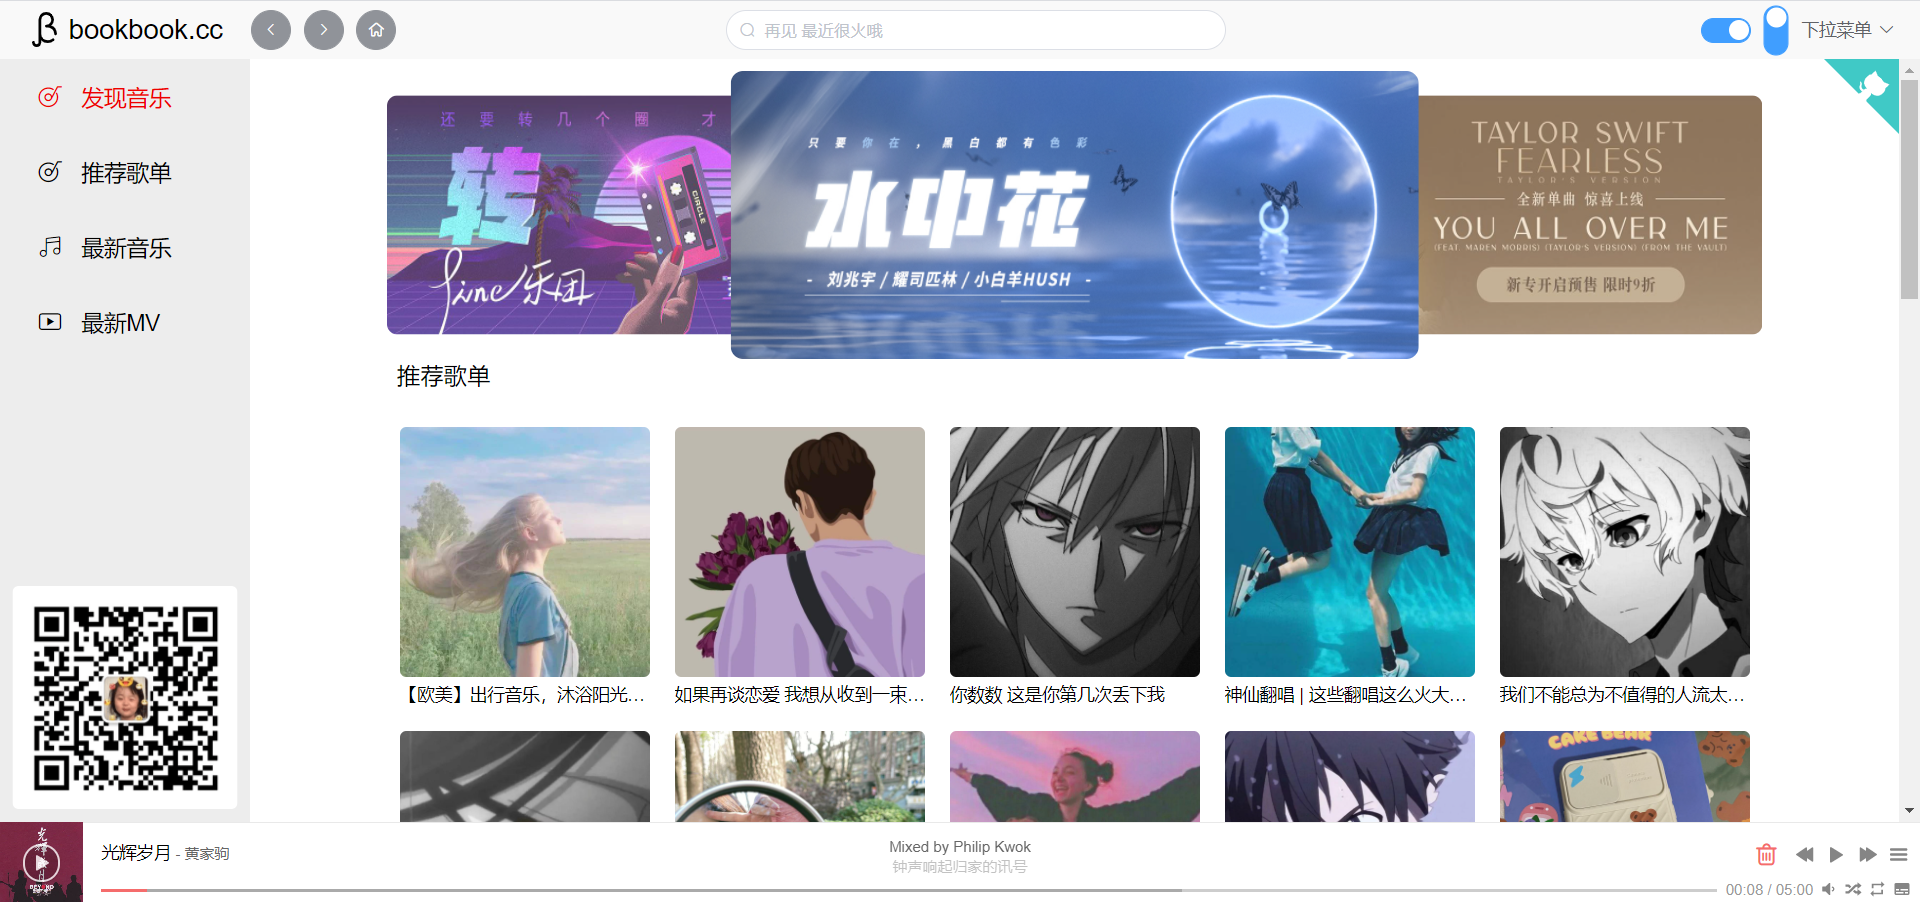 bookbook.cc
再见 最近很火哦
下拉菜单
发现音乐
推荐歌单
最新音乐
最新MV
还要转几个圈 才
转
fine乐团
CIRCLE
只要你在，黑白都有色彩
水中花
- 刘兆宇 / 耀司匹林 / 小白羊HUSH -
TAYLOR SWIFT
FEARLESS
TAYLOR'S VERSION
全新单曲 惊喜上线
YOU ALL OVER ME
(FEAT. MAREN MORRIS) (TAYLOR'S VERSION) (FROM THE VAULT)
新专开启预售 限时9折
推荐歌单
【欧美】出行音乐，沐浴阳光...
如果再谈恋爱 我想从收到一束...
你数数 这是你第几次丢下我
神仙翻唱 | 这些翻唱这么火大...
我们不能总为不值得的人流太...
CAKE BEAR
光辉岁月
BEYOND
光辉岁月 - 黄家驹
Mixed by Philip Kwok
钟声响起归家的讯号
00:08 / 05:00